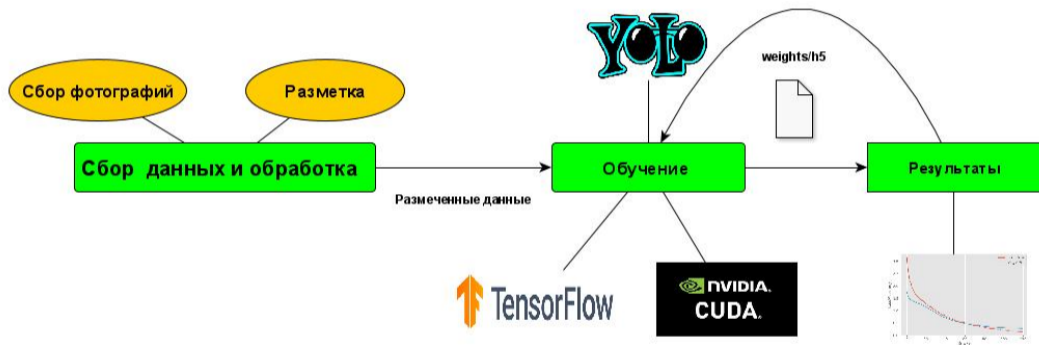 YOLO
weights/h5
Сбор фотографий
Разметка
Сбор данных и обработка
Обучение
Результаты
Размеченные данные
TensorFlow
NVIDIA.
CUDA.